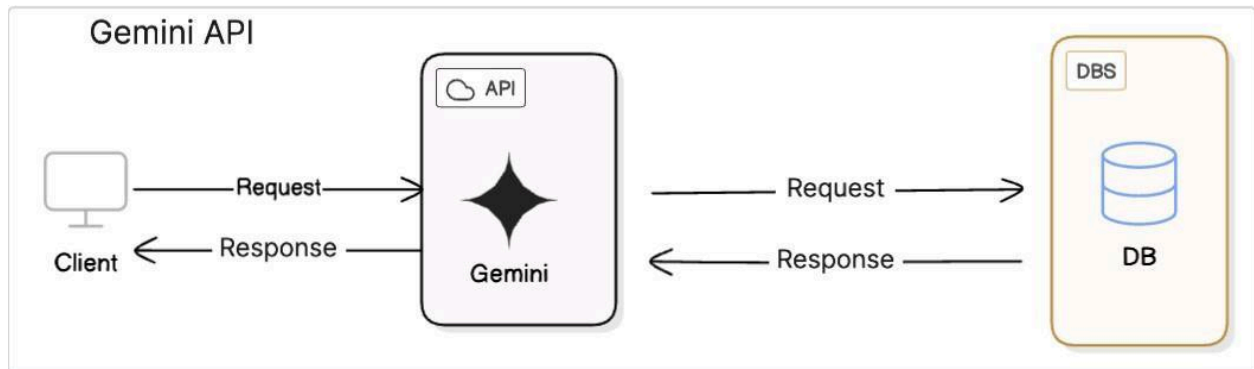 Gemini API
API
DBS
Request
Request
Response
Response
Client
Gemini
DB